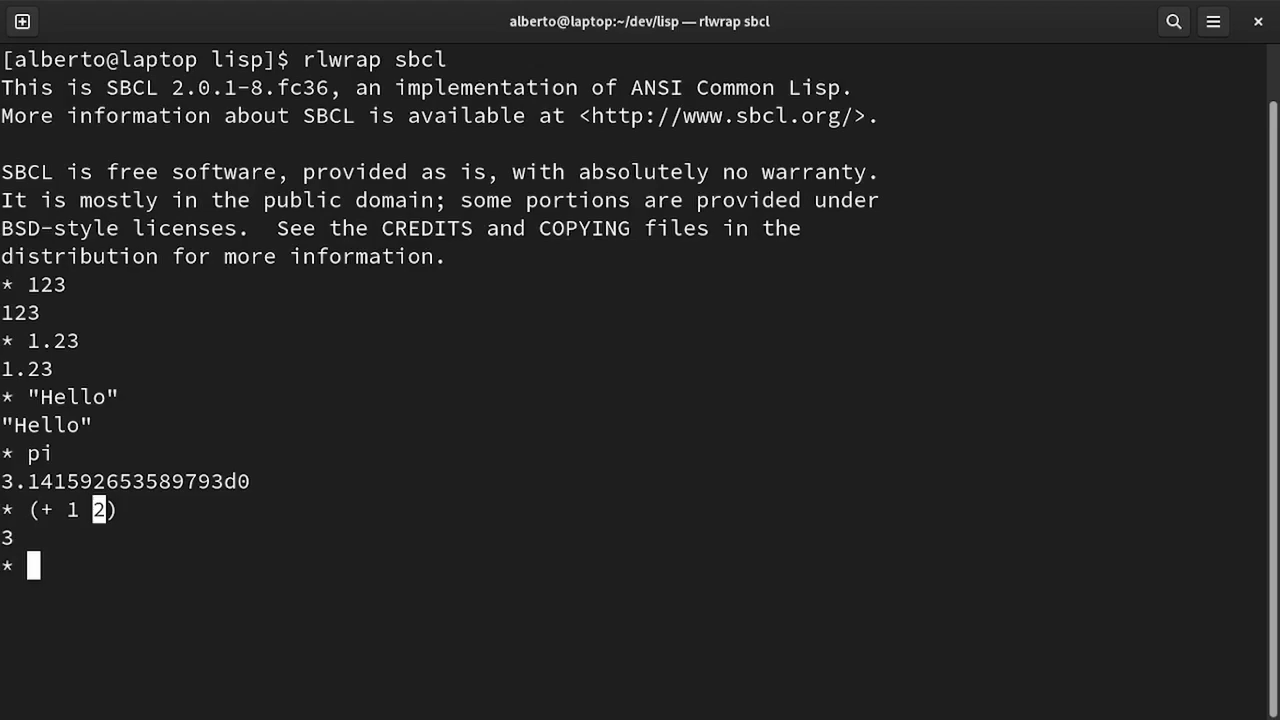 alberto@laptop:~/dev/lisp — rlwrap sbcl
[alberto@laptop lisp]$ rlwrap sbcl
This is SBCL 2.0.1-8.fc36, an implementation of ANSI Common Lisp.
More information about SBCL is available at <http://www.sbcl.org/>.
SBCL is free software, provided as is, with absolutely no warranty.
It is mostly in the public domain; some portions are provided under
BSD-style licenses.  See the CREDITS and COPYING files in the
distribution for more information.
* 123
123
* 1.23
1.23
* "Hello"
"Hello"
* pi
3.141592653589793d0
* (+ 1 2)
3
*